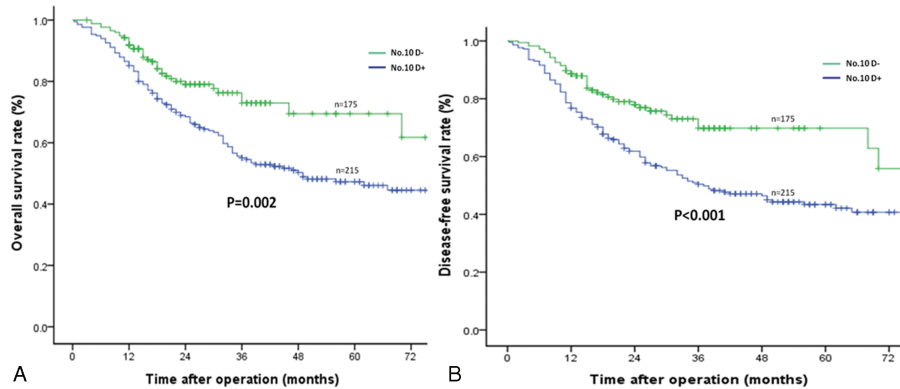 1.0
0.8
0.6
0.4
0.2
0.0
Overall survival rate (%)
No.10 D-
No.10 D+
n=175
n=215
P=0.002
0 12 24 36 48 60 72
Time after operation (months)
A
1.0
0.8
0.6
0.4
0.2
0.0
Disease-free survival rate (%)
No.10 D-
No.10 D+
n=175
n=215
P<0.001
0 12 24 36 48 60 72
Time after operation (months)
B